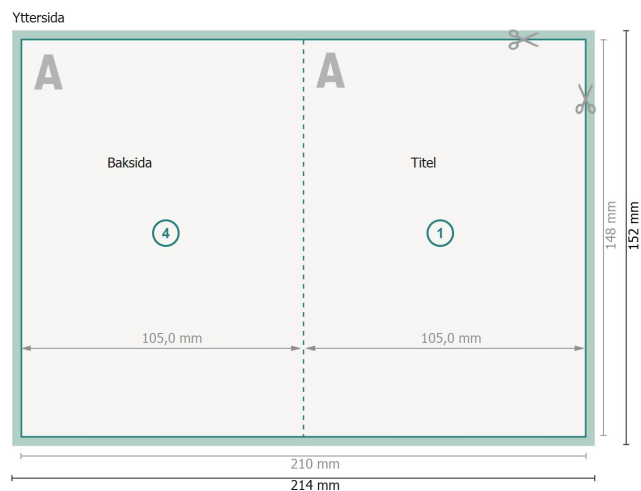 Yttersida
A
A
Baksida
Titel
4
1
105,0 mm
105,0 mm
148 mm
152 mm
210 mm
214 mm